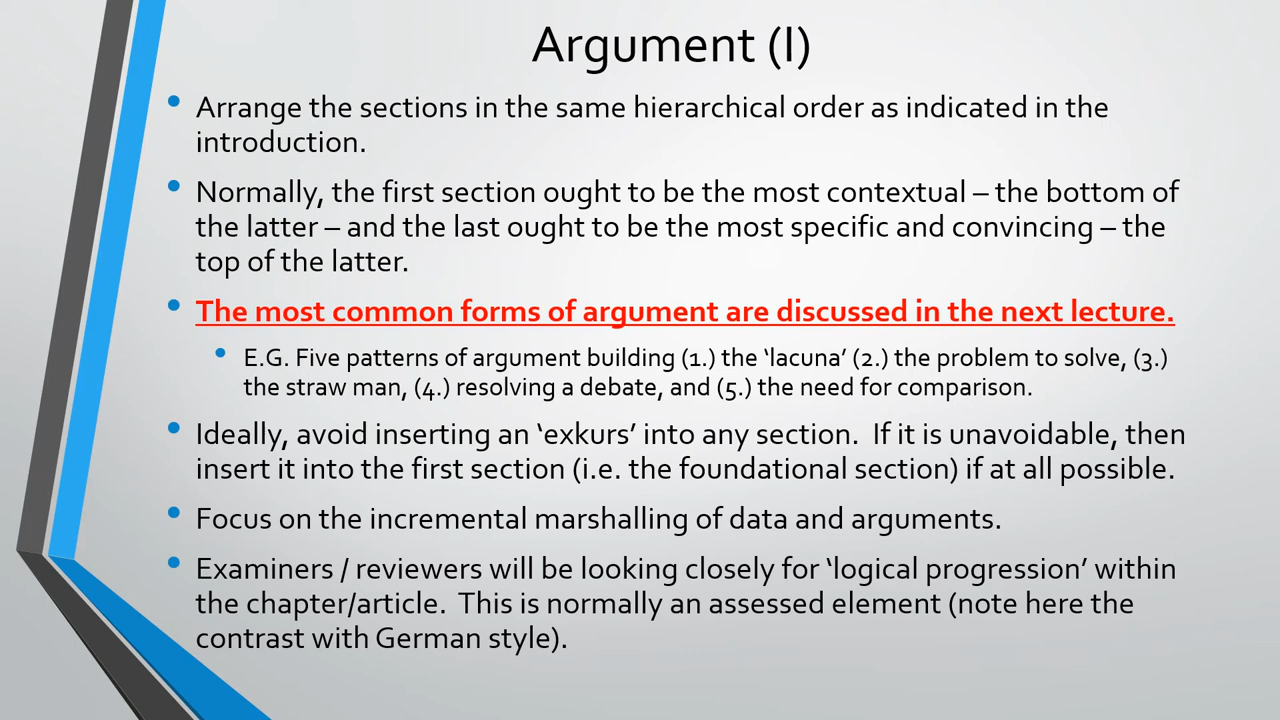 Argument (I)
Arrange the sections in the same hierarchical order as indicated in the
introduction.
Normally, the first section ought to be the most contextual – the bottom of
the latter – and the last ought to be the most specific and convincing – the
top of the latter.
The most common forms of argument are discussed in the next lecture.
E.G. Five patterns of argument building (1.) the ‘lacuna’ (2.) the problem to solve, (3.)
the straw man, (4.) resolving a debate, and (5.) the need for comparison.
Ideally, avoid inserting an ‘exkurs’ into any section.  If it is unavoidable, then
insert it into the first section (i.e. the foundational section) if at all possible.
Focus on the incremental marshalling of data and arguments.
Examiners / reviewers will be looking closely for ‘logical progression’ within
the chapter/article.  This is normally an assessed element (note here the
contrast with German style).